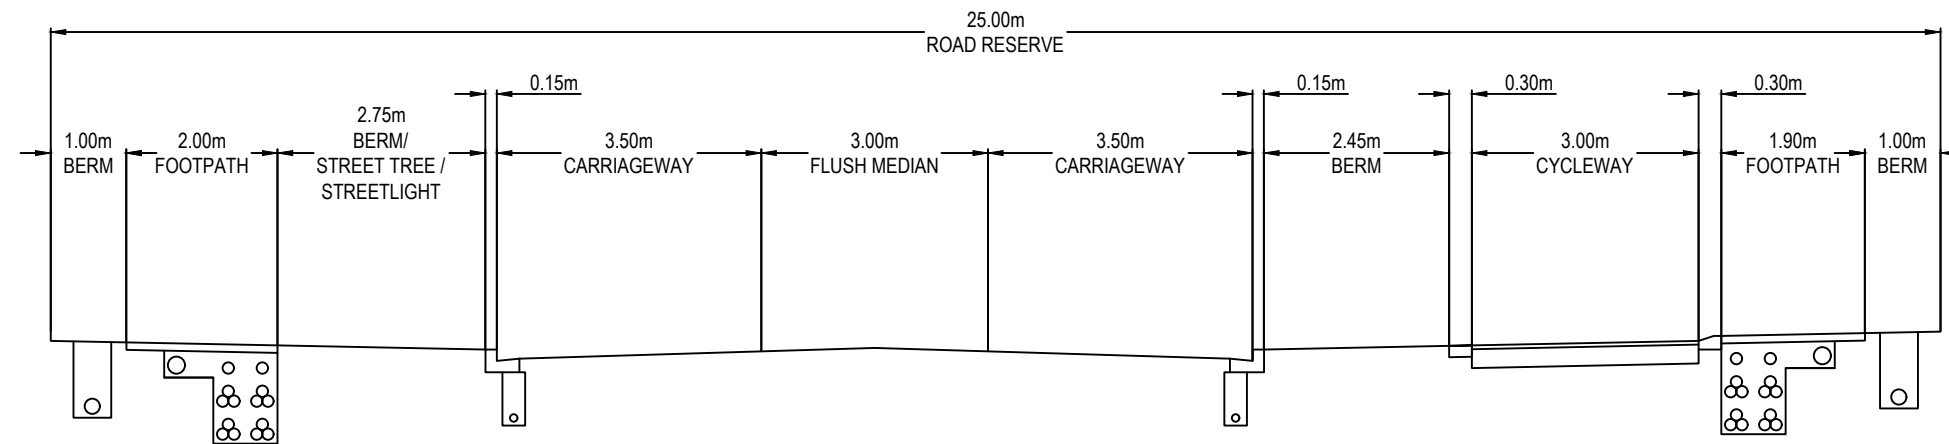 25.00m
ROAD RESERVE
0.15m
0.15m
0.30m
0.30m
1.00m
BERM
2.00m
FOOTPATH
2.75m
BERM/
STREET TREE /
STREETLIGHT
3.50m
CARRIAGEWAY
3.00m
FLUSH MEDIAN
3.50m
CARRIAGEWAY
2.45m
BERM
3.00m
CYCLEWAY
1.90m
FOOTPATH
1.00m
BERM